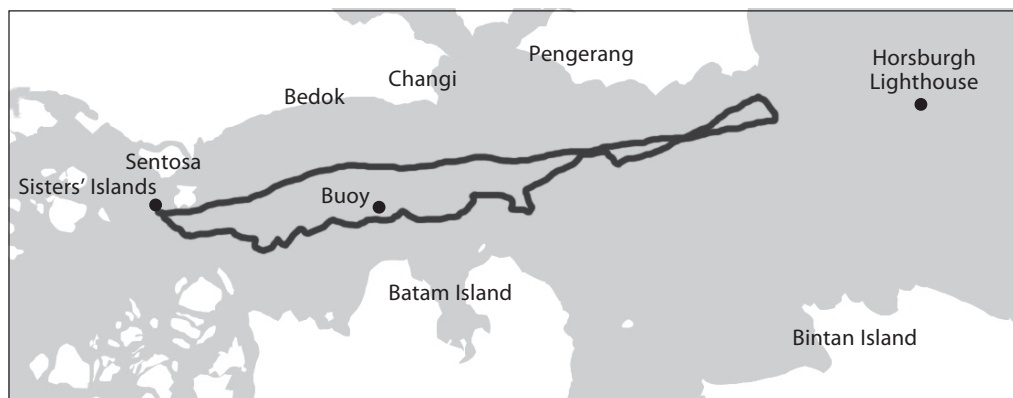 Pengerang
Horsburgh
Lighthouse
Changi
Bedok
Sentosa
Sisters’ Islands
Buoy
Batam Island
Bintan Island